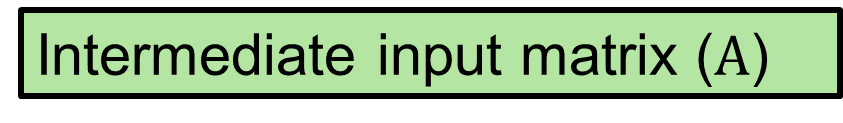 Intermediate input matrix (A)